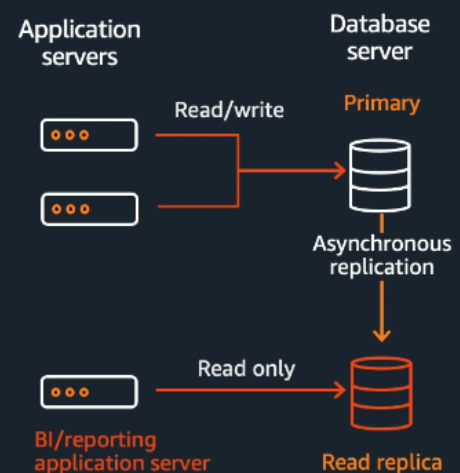 Application
servers
Database
server
Read/write
Primary
Asynchronous
replication
Read only
BI/reporting
application server
Read replica